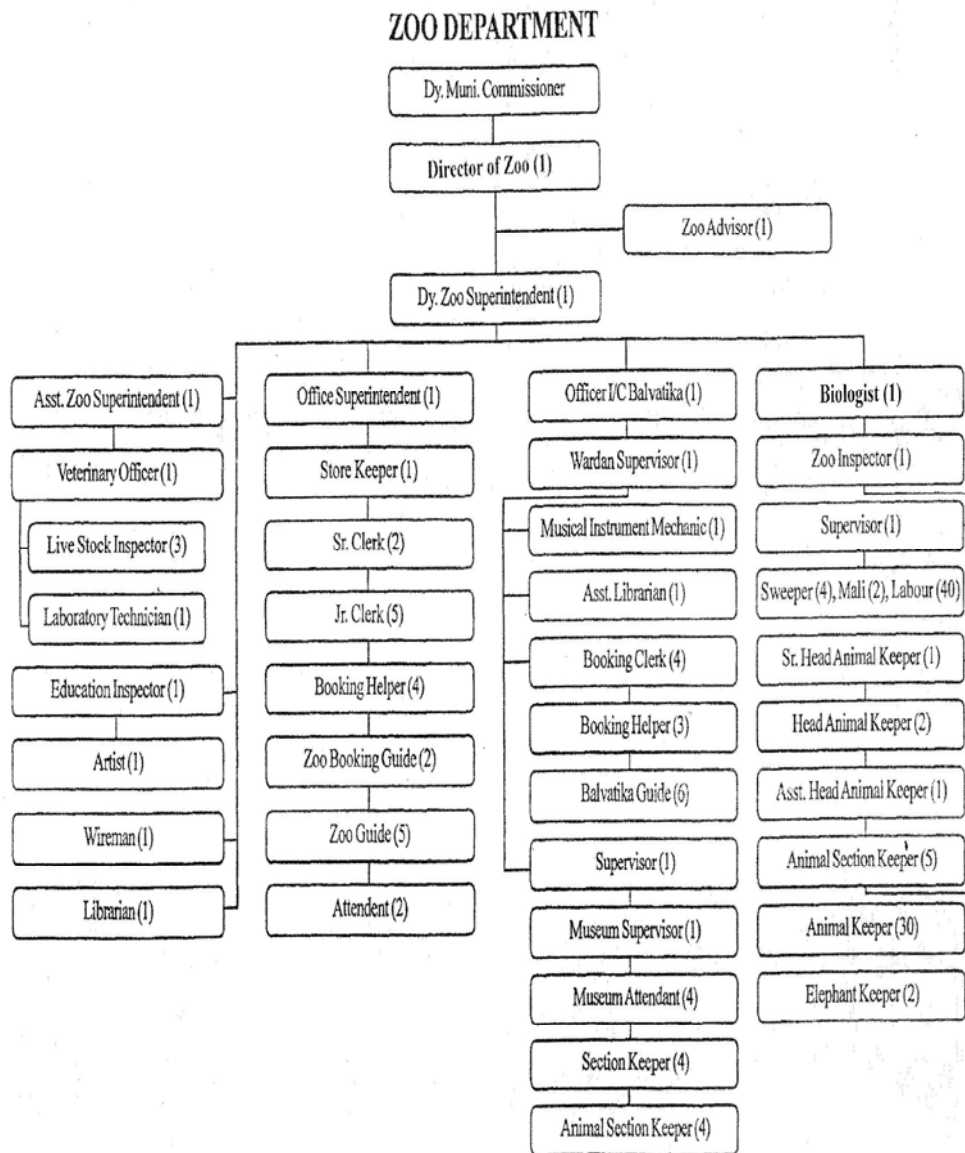 ZOO DEPARTMENT
Dy. Muni. Commissioner
Director of Zoo (1)
Zoo Advisor (1)
Dy. Zoo Superintendent (1)
Asst. Zoo Superintendent (1)
Veterinary Officer (1)
Live Stock Inspector (3)
Laboratory Technician (1)
Education Inspector (1)
Artist (1)
Wireman (1)
Librarian (1)
Office Superintendent (1)
Store Keeper (1)
Sr. Clerk (2)
Jr. Clerk (5)
Booking Helper (4)
Zoo Booking Guide (2)
Zoo Guide (5)
Attendent (2)
Officer I/C Balvatika (1)
Wardan Supervisor (1)
Musical Instrument Mechanic (1)
Asst. Librarian (1)
Booking Clerk (4)
Booking Helper (3)
Balvatika Guide (6)
Supervisor (1)
Museum Supervisor (1)
Museum Attendant (4)
Section Keeper (4)
Animal Section Keeper (4)
Biologist (1)
Zoo Inspector (1)
Supervisor (1)
Sweeper (4), Mali (2), Labour (40)
Sr. Head Animal Keeper (1)
Head Animal Keeper (2)
Asst. Head Animal Keeper (1)
Animal Section Keeper (5)
Animal Keeper (30)
Elephant Keeper (2)